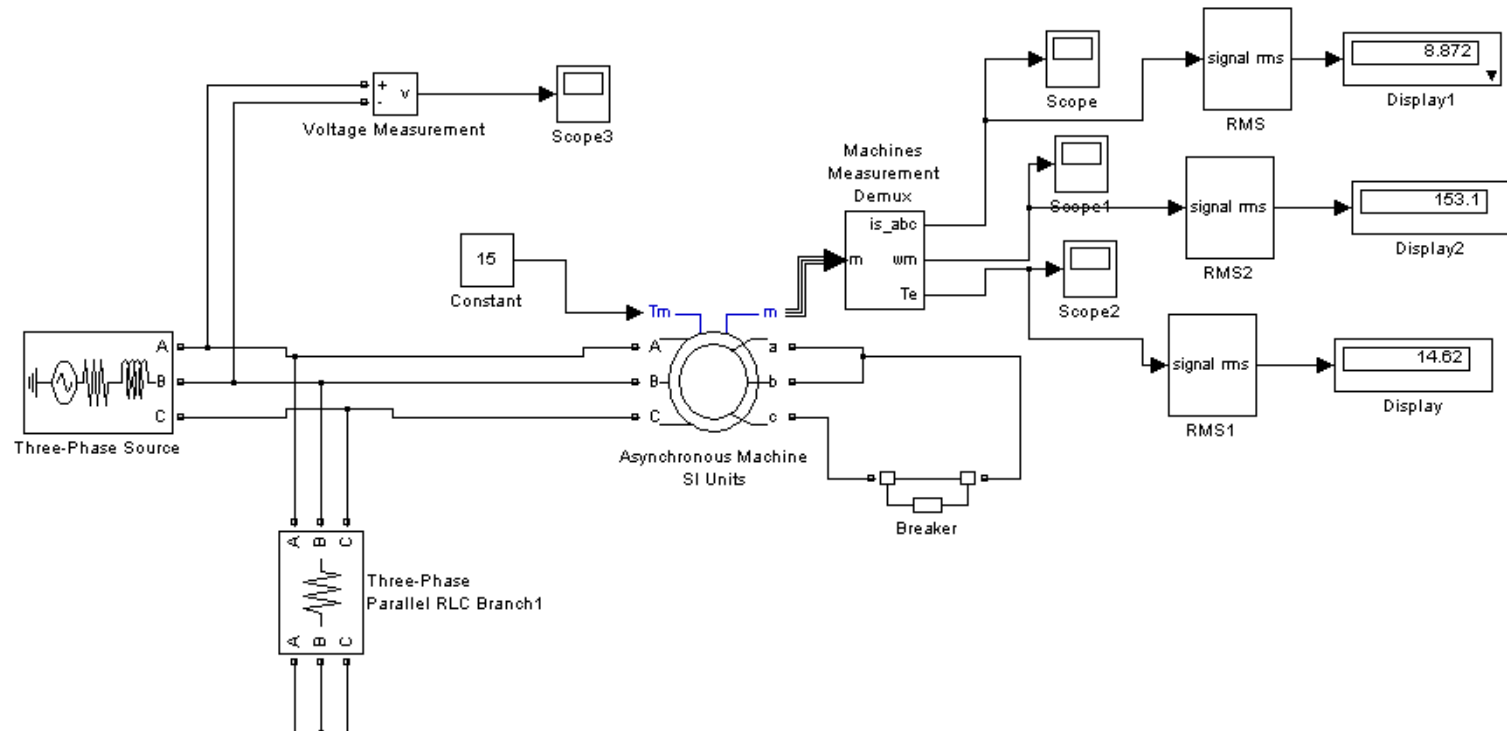 +
-
v
Voltage Measurement
Scope3
Scope
signal rms
RMS
8.872
Display1
Machines
Measurement
Demux
m
is_abc
wm
Te
Scope1
signal rms
RMS2
153.1
Display2
Scope2
signal rms
RMS1
14.62
Display
15
Constant
Tm
m
A
B
C
Three-Phase Source
A
B
C
a
b
c
Asynchronous Machine
SI Units
Breaker
A B C
Three-Phase
Parallel RLC Branch1
A B C